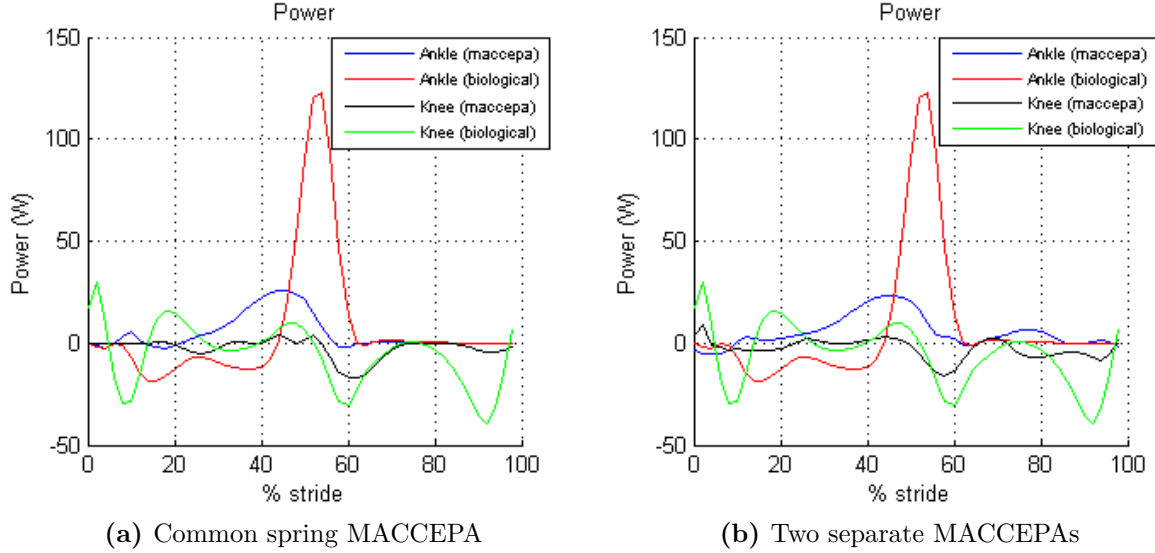 Power
150
100
50
0
-50
Power (W)
0 20 40 60 80 100
% stride
Ankle (maccepa)
Ankle (biological)
Knee (maccepa)
Knee (biological)
(a) Common spring MACCEPA
Power
150
100
50
0
-50
Power (W)
0 20 40 60 80 100
% stride
Ankle (maccepa)
Ankle (biological)
Knee (maccepa)
Knee (biological)
(b) Two separate MACCEPAs